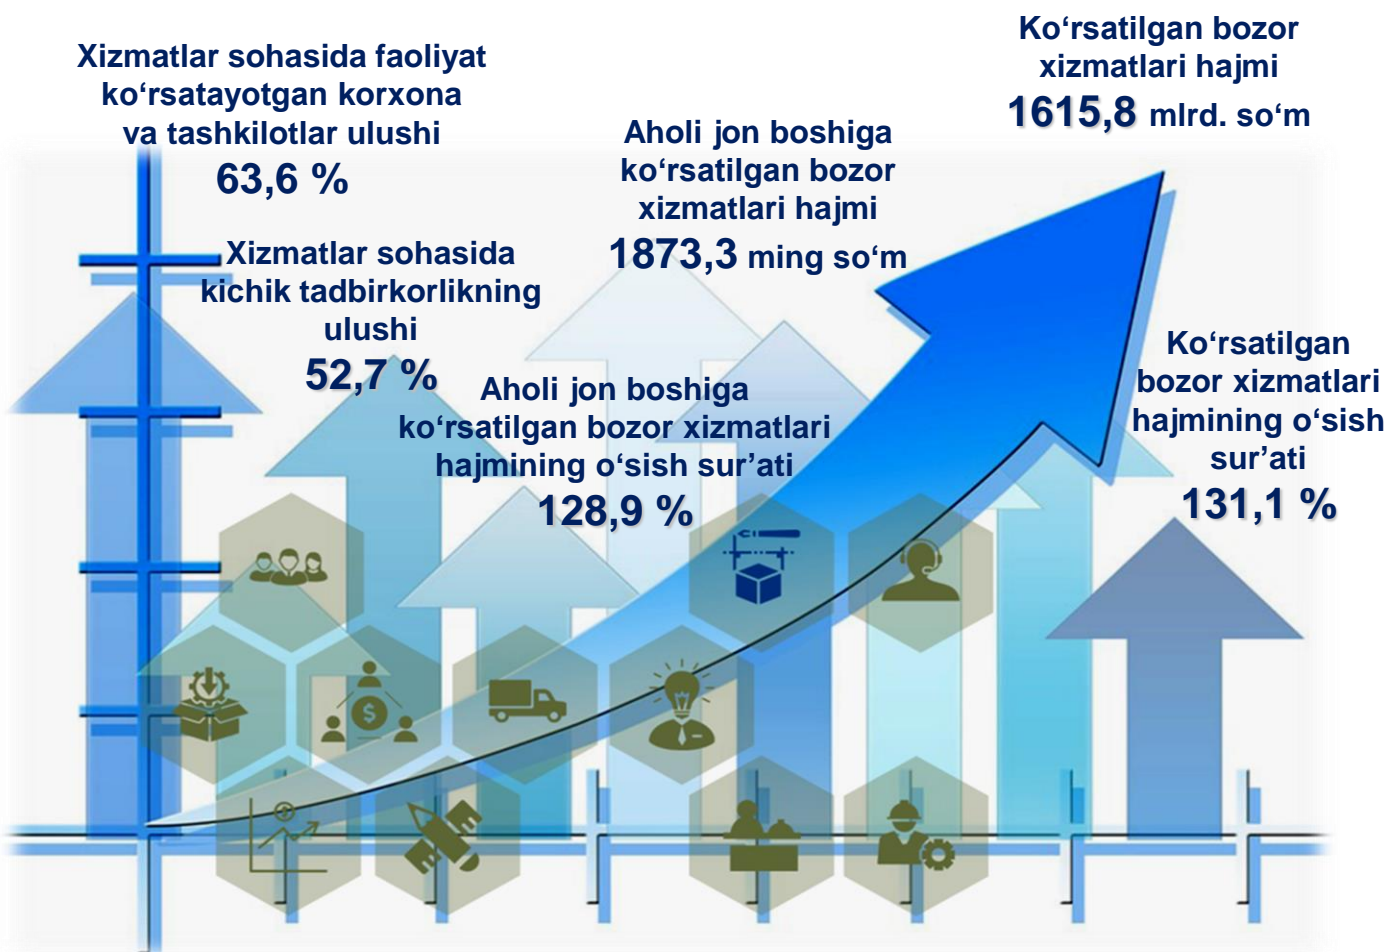 Xizmatlar sohasida faoliyat
ko‘rsatayotgan korxona
va tashkilotlar ulushi
63,6 %
Xizmatlar sohasida
kichik tadbirkorlikning
ulushi
52,7 %
Aholi jon boshiga
ko‘rsatilgan bozor
xizmatlari hajmi
1873,3 ming so‘m
Aholi jon boshiga
ko‘rsatilgan bozor xizmatlari
hajmining o‘sish sur’ati
128,9 %
Ko‘rsatilgan bozor
xizmatlari hajmi
1615,8 mlrd. so‘m
Ko‘rsatilgan
bozor xizmatlari
hajmining o‘sish
sur’ati
131,1 %